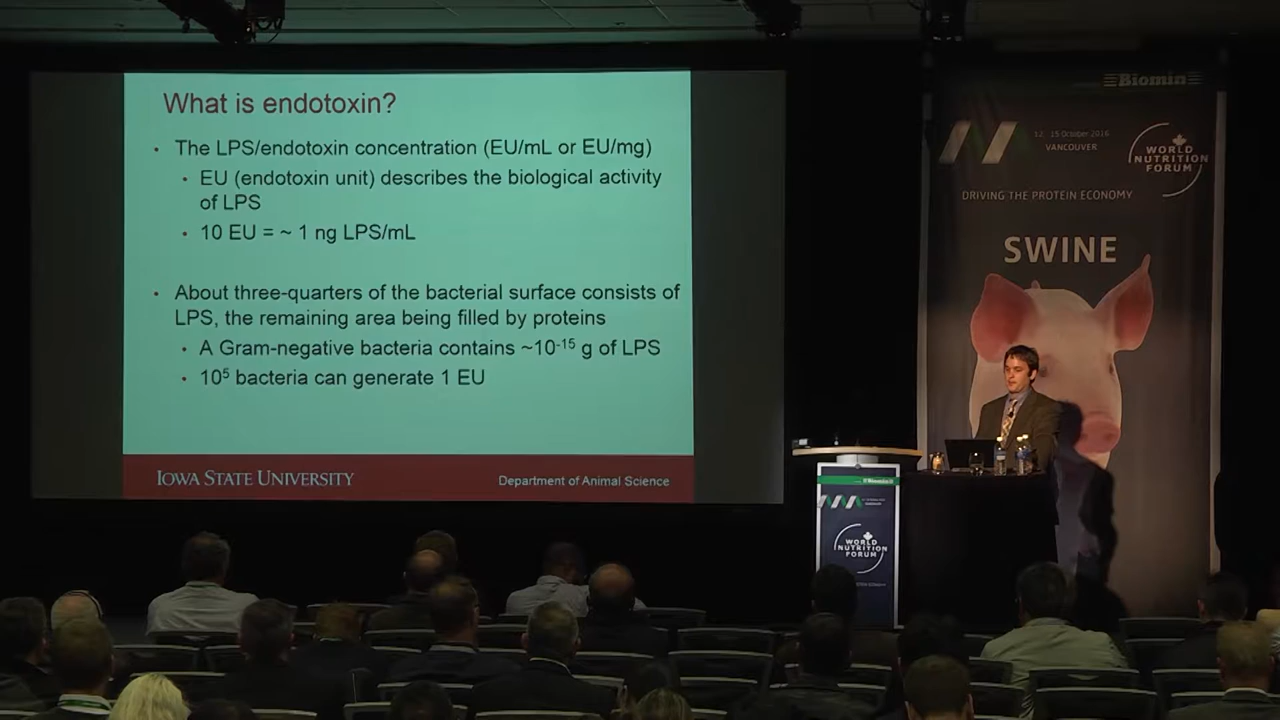 What is endotoxin?
• The LPS/endotoxin concentration (EU/mL or EU/mg)
• EU (endotoxin unit) describes the biological activity
of LPS
• 10 EU = ~ 1 ng LPS/mL
• About three-quarters of the bacterial surface consists of
LPS, the remaining area being filled by proteins
• A Gram-negative bacteria contains ~10⁻¹⁵ g of LPS
• 10⁵ bacteria can generate 1 EU
IOWA STATE UNIVERSITY
Department of Animal Science
Biomin
12 - 15 October 2016
VANCOUVER
WORLD
NUTRITION
FORUM
DRIVING THE PROTEIN ECONOMY
SWINE
Biomin
VANCOUVER
WORLD
NUTRITION
FORUM